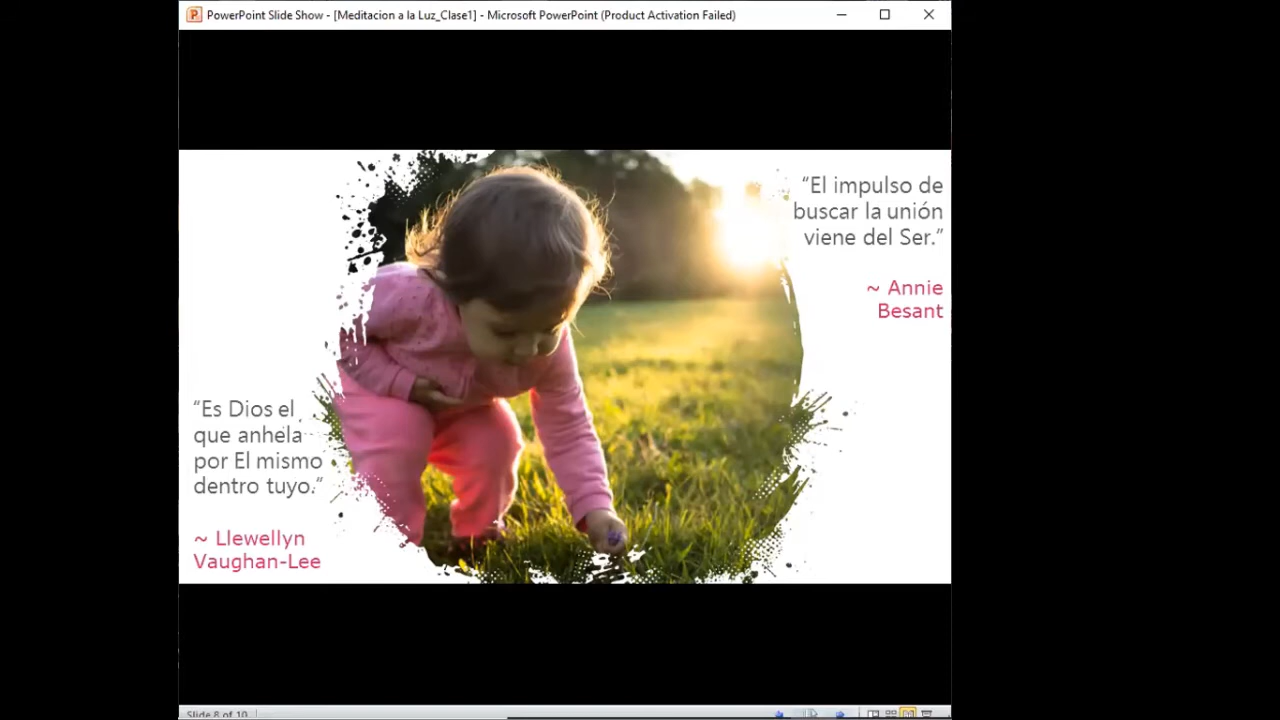 PowerPoint Slide Show - [Meditacion a la Luz_Clase1] - Microsoft PowerPoint (Product Activation Failed)
“El impulso de
buscar la unión
viene del Ser.”
~ Annie
Besant
“Es Dios el
que anhela
por El mismo
dentro tuyo.”
~ Llewellyn
Vaughan-Lee
Slide 8 of 10